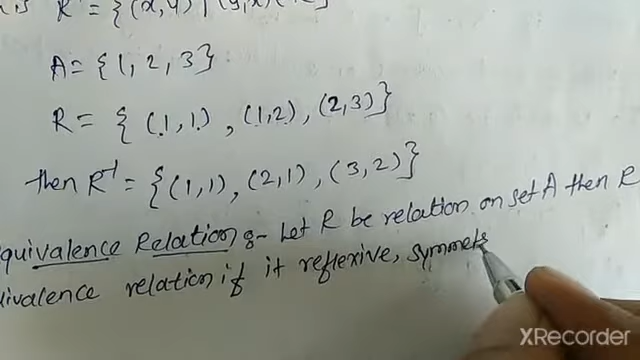 R = {(x,y) | (y,x)
A = {1, 2, 3}
R = { (1,1) , (1,2) , (2,3) }
then R⁻¹ = {(1,1) , (2,1) , (3,2) }
quivalence Relation :- Let R be relation on set A then R
ivalence relation if it reflexive, symmet
XRecorder